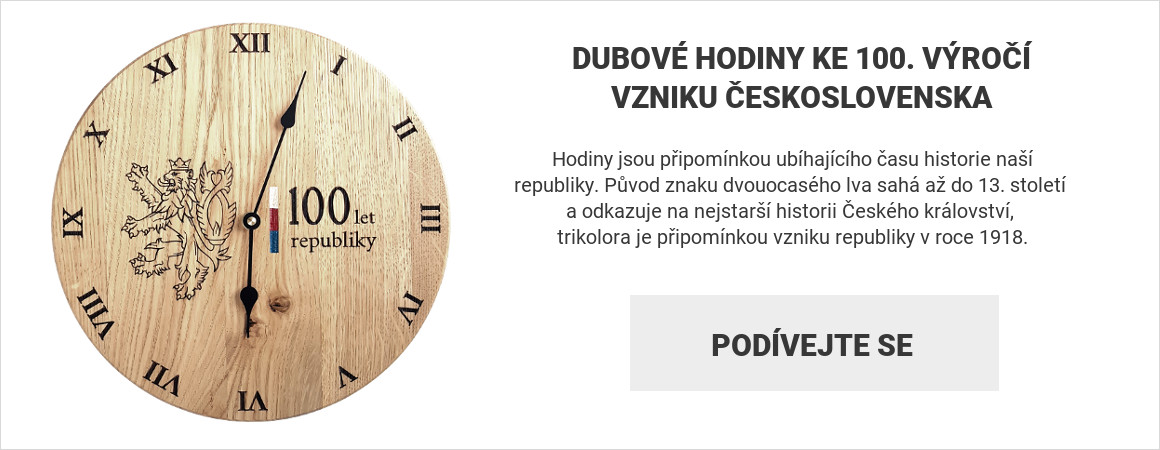 XII
I
II
III
IV
V
VI
VII
VIII
IX
X
XI
100 let
republiky
DUBOVÉ HODINY KE 100. VÝROČÍ
VZNIKU ČESKOSLOVENSKA
Hodiny jsou připomínkou ubíhajícího času historie naší
republiky. Původ znaku dvouocasého lva sahá až do 13. století
a odkazuje na nejstarší historii Českého království,
trikolora je připomínkou vzniku republiky v roce 1918.
PODÍVEJTE SE